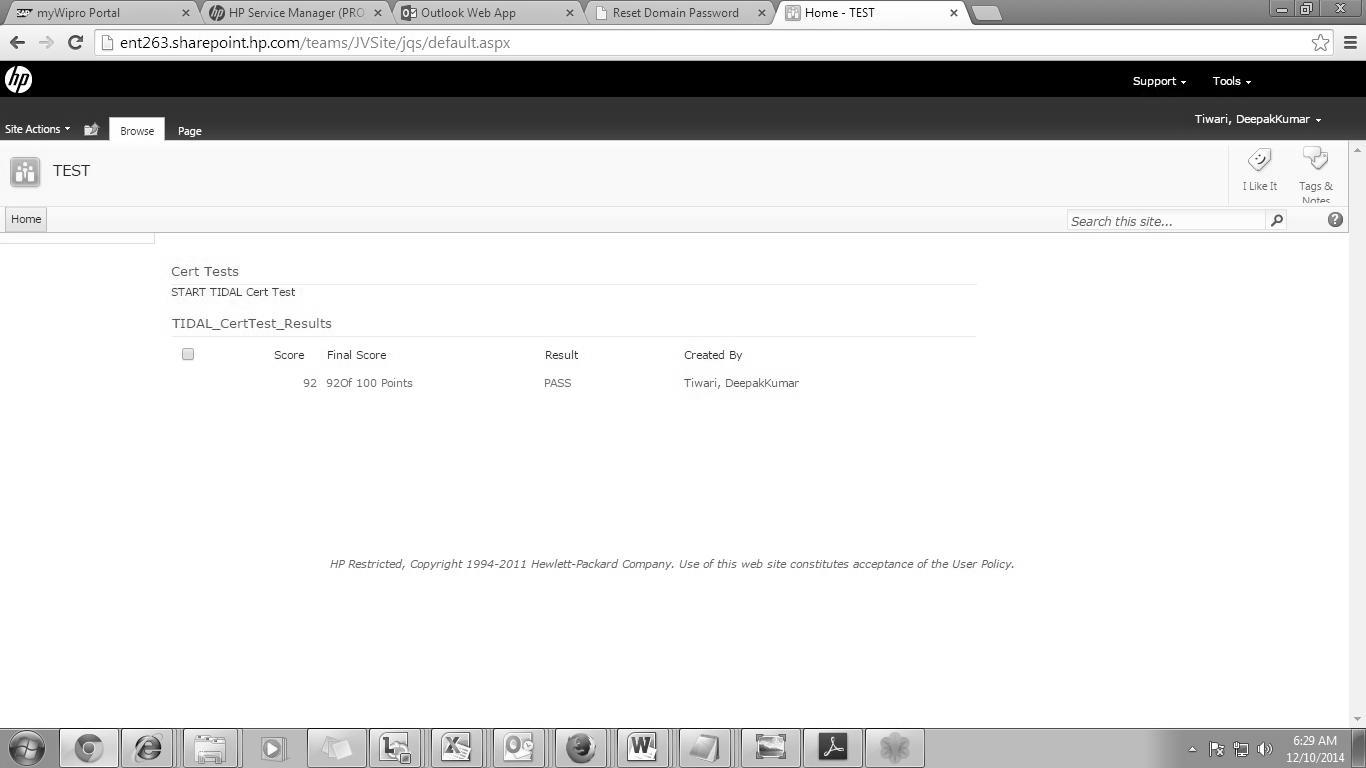 myWipro Portal
HP Service Manager (PRO
Outlook Web App
Reset Domain Password
Home - TEST
ent263.sharepoint.hp.com/teams/JVSite/jqs/default.aspx
hp
Support
Tools
Site Actions
Browse
Page
Tiwari, DeepakKumar
TEST
I Like It
Tags &
Notes
Home
Search this site...
Cert Tests
START TIDAL Cert Test
TIDAL_CertTest_Results
Score Final Score Result Created By
92 92Of 100 Points PASS Tiwari, DeepakKumar
HP Restricted, Copyright 1994-2011 Hewlett-Packard Company. Use of this web site constitutes acceptance of the User Policy.
6:29 AM
12/10/2014